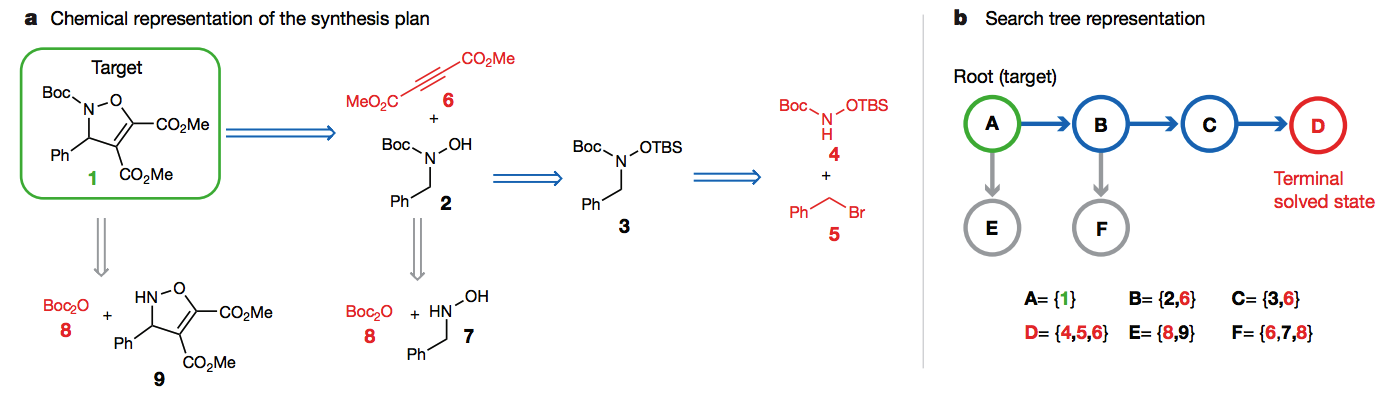 a Chemical representation of the synthesis plan
Target
Boc
N
O
CO₂Me
Ph
CO₂Me
1
CO₂Me
MeO₂C
6
+
Boc
N
OH
Ph
2
Boc
N
OTBS
Ph
3
Boc
N
H
OTBS
4
+
Ph
Br
5
Boc₂O
8
+
HN
O
CO₂Me
Ph
CO₂Me
9
Boc₂O
8
+
HN
OH
Ph
7
b Search tree representation
Root (target)
A
B
C
D
Terminal
solved state
E
F
A= {1} B= {2,6} C= {3,6}
D= {4,5,6} E= {8,9} F= {6,7,8}